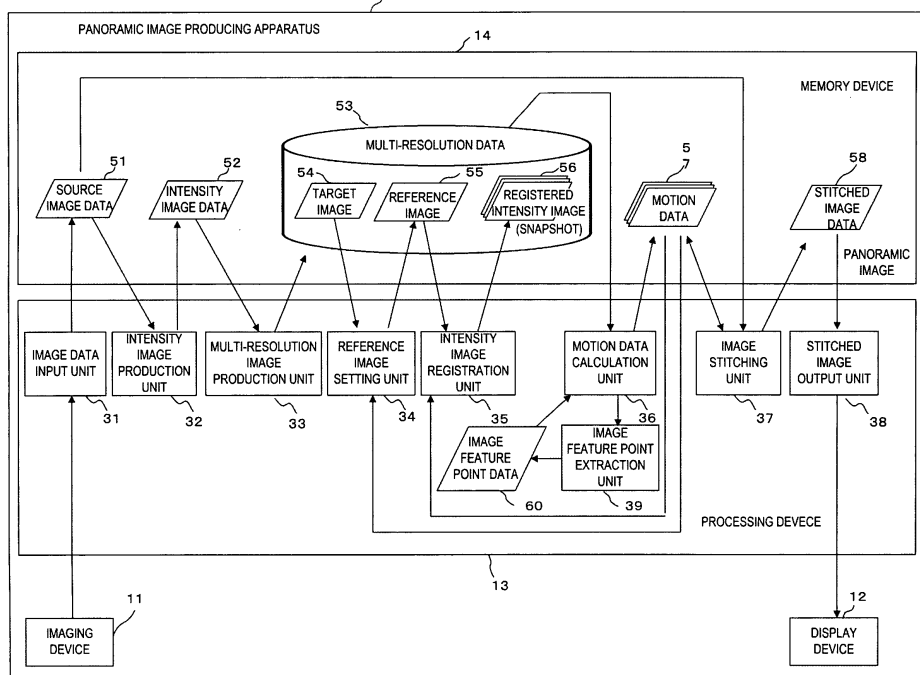 PANORAMIC IMAGE PRODUCING APPARATUS
14
MEMORY DEVICE
53
MULTI-RESOLUTION DATA
51
SOURCE
IMAGE DATA
52
INTENSITY
IMAGE DATA
54
TARGET
IMAGE
55
REFERENCE
IMAGE
56
REGISTERED
INTENSITY IMAGE
(SNAPSHOT)
5
7
MOTION
DATA
58
STITCHED
IMAGE
DATA
PANORAMIC
IMAGE
IMAGE DATA
INPUT UNIT
31
INTENSITY
IMAGE
PRODUCTION
UNIT
32
MULTI-RESOLUTION
IMAGE
PRODUCTION UNIT
33
REFERENCE
IMAGE
SETTING UNIT
34
INTENSITY
IMAGE
REGISTRATION
UNIT
35
MOTION DATA
CALCULATION
UNIT
36
IMAGE
STITCHING
UNIT
37
STITCHED
IMAGE
OUTPUT UNIT
38
IMAGE
FEATURE
POINT DATA
60
IMAGE
FEATURE POINT
EXTRACTION
UNIT
39
PROCESSING DEVECE
13
11
IMAGING
DEVICE
12
DISPLAY
DEVICE